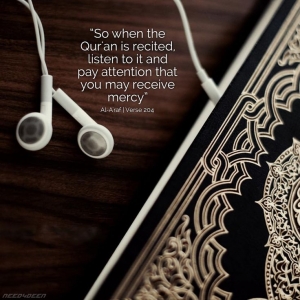 “So when the
Qur'an is recited,
listen to it and
pay attention that
you may receive
mercy”
Al-A'raf | Verse 204
NEEDYMEEM